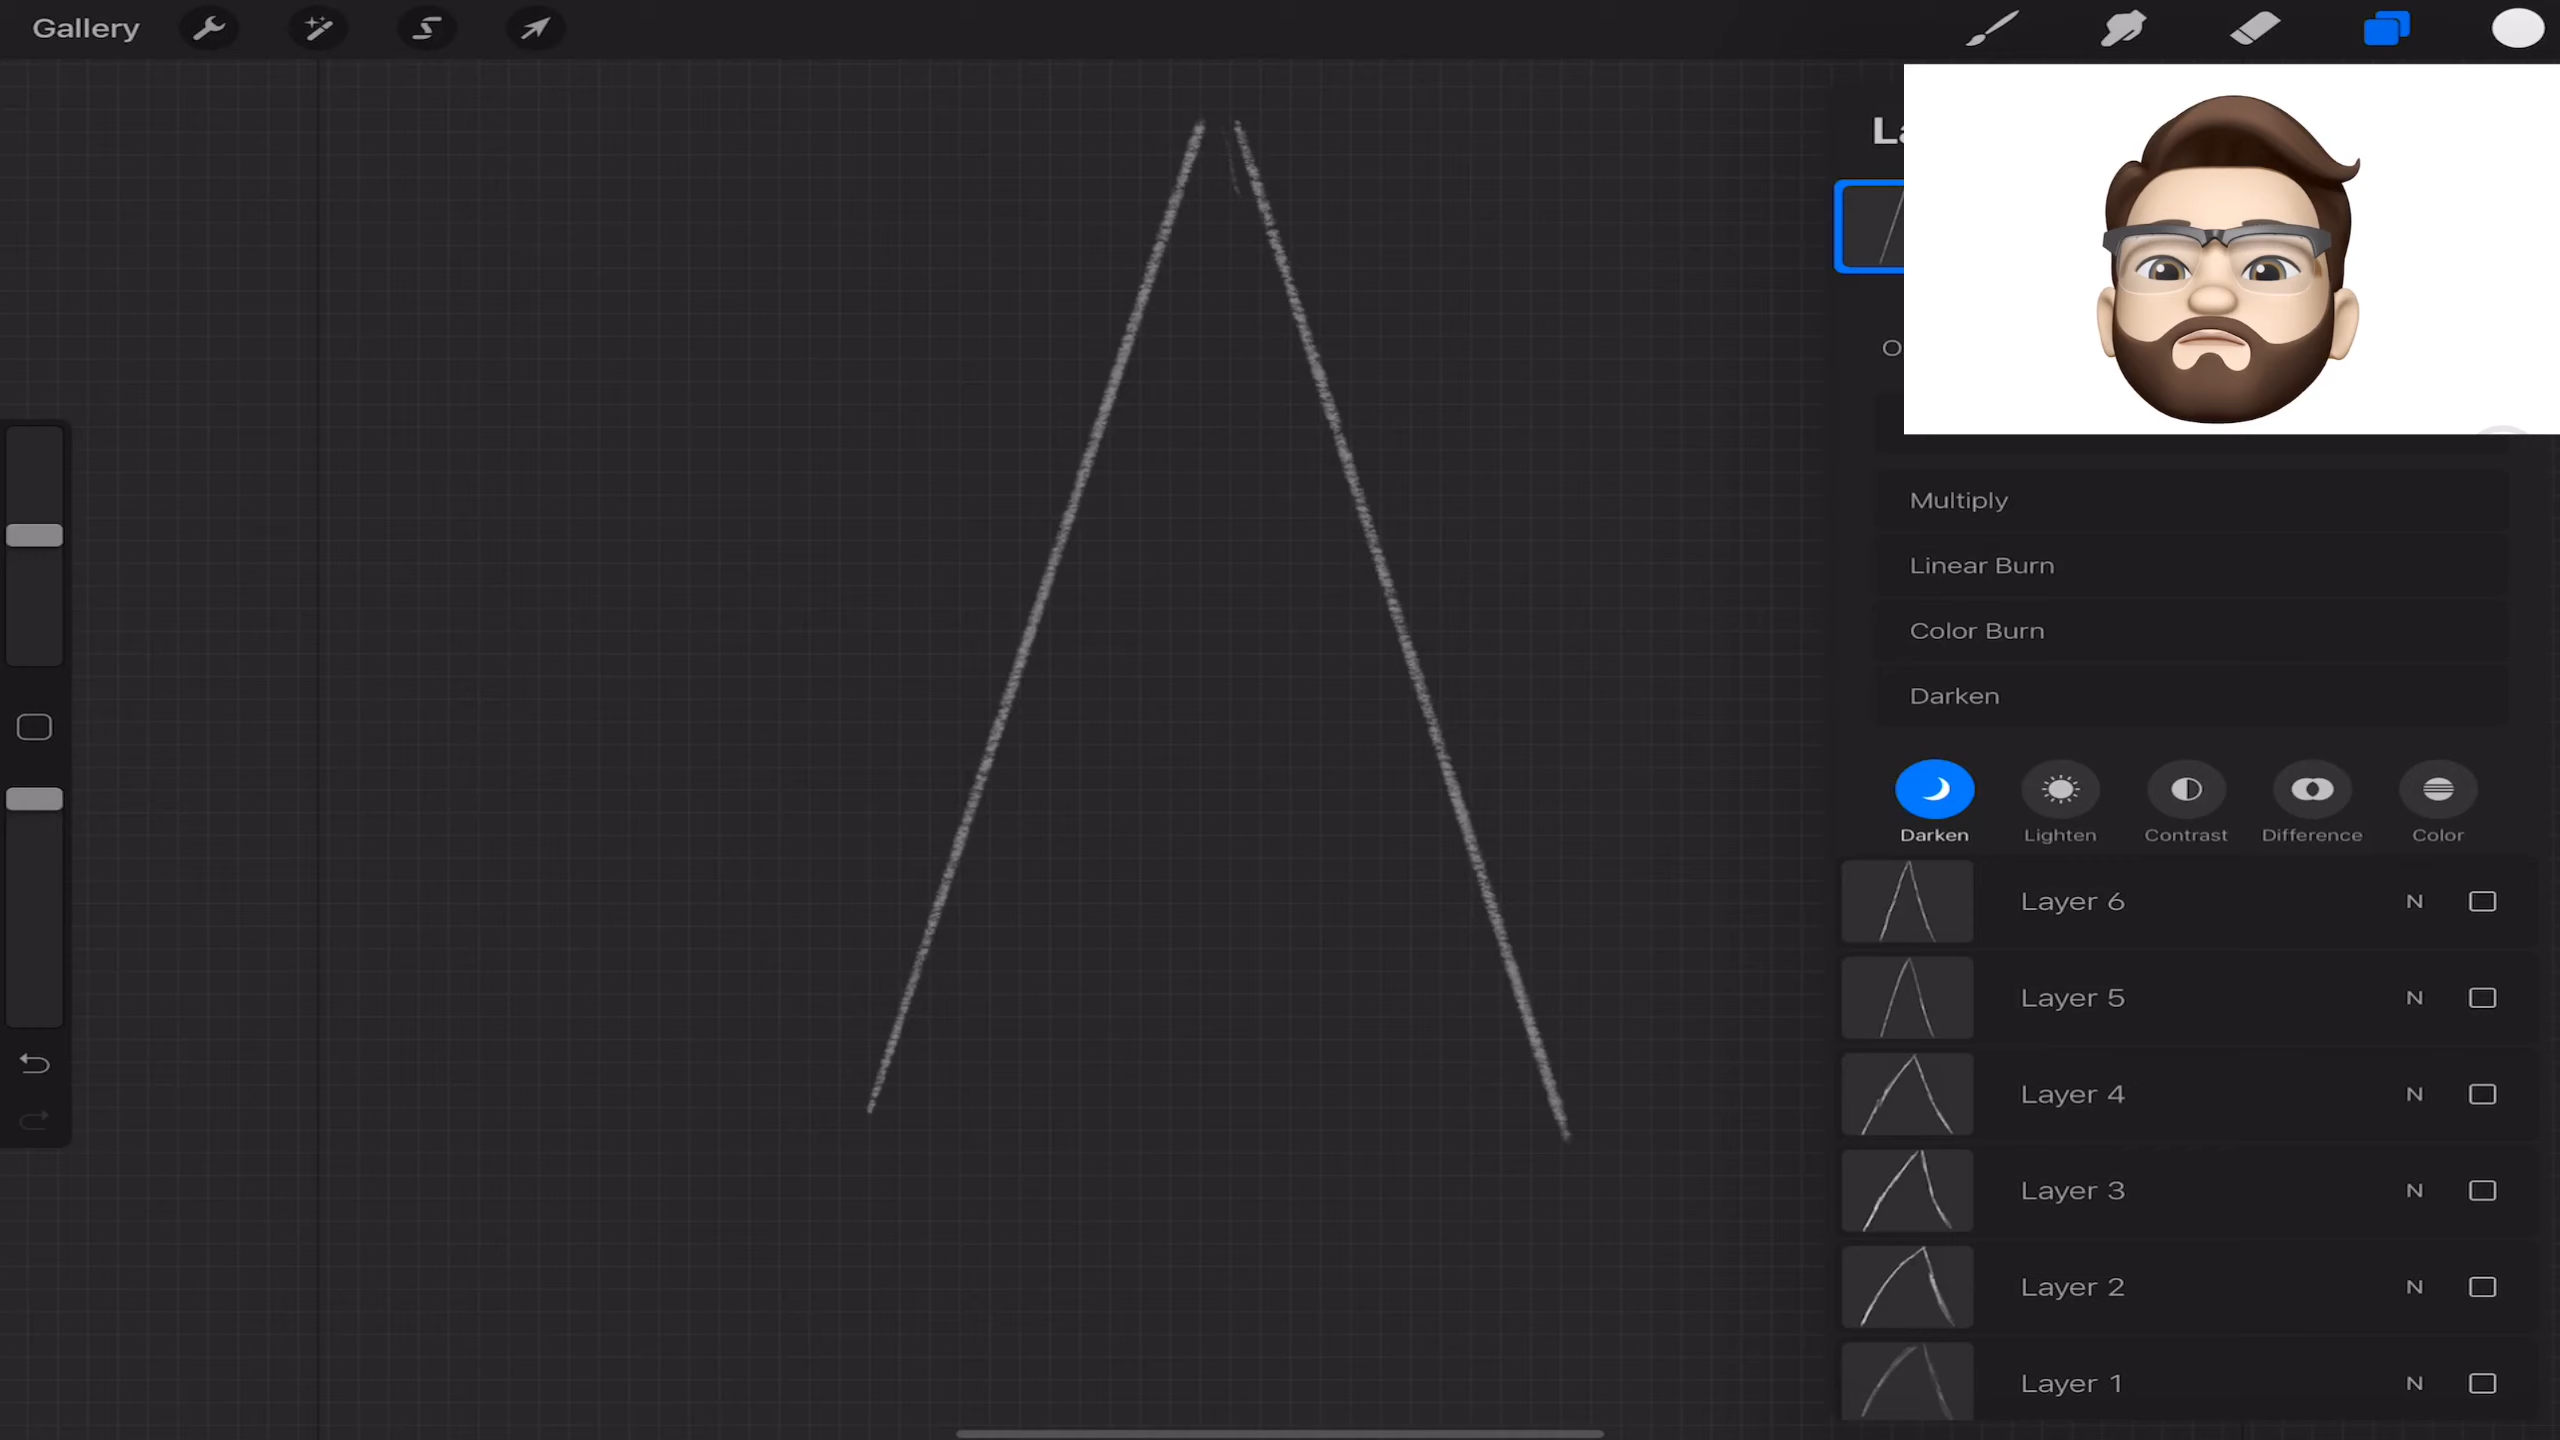 Gallery
La
O
Multiply
Linear Burn
Color Burn
Darken
Darken Lighten Contrast Difference Color
Layer 6 N
Layer 5 N
Layer 4 N
Layer 3 N
Layer 2 N
Layer 1 N